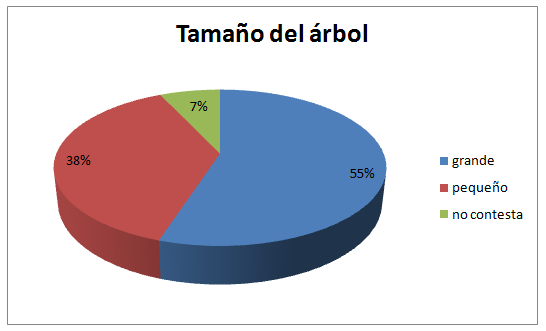 Tamaño del árbol
7%
38%
55%
grande
pequeño
no contesta